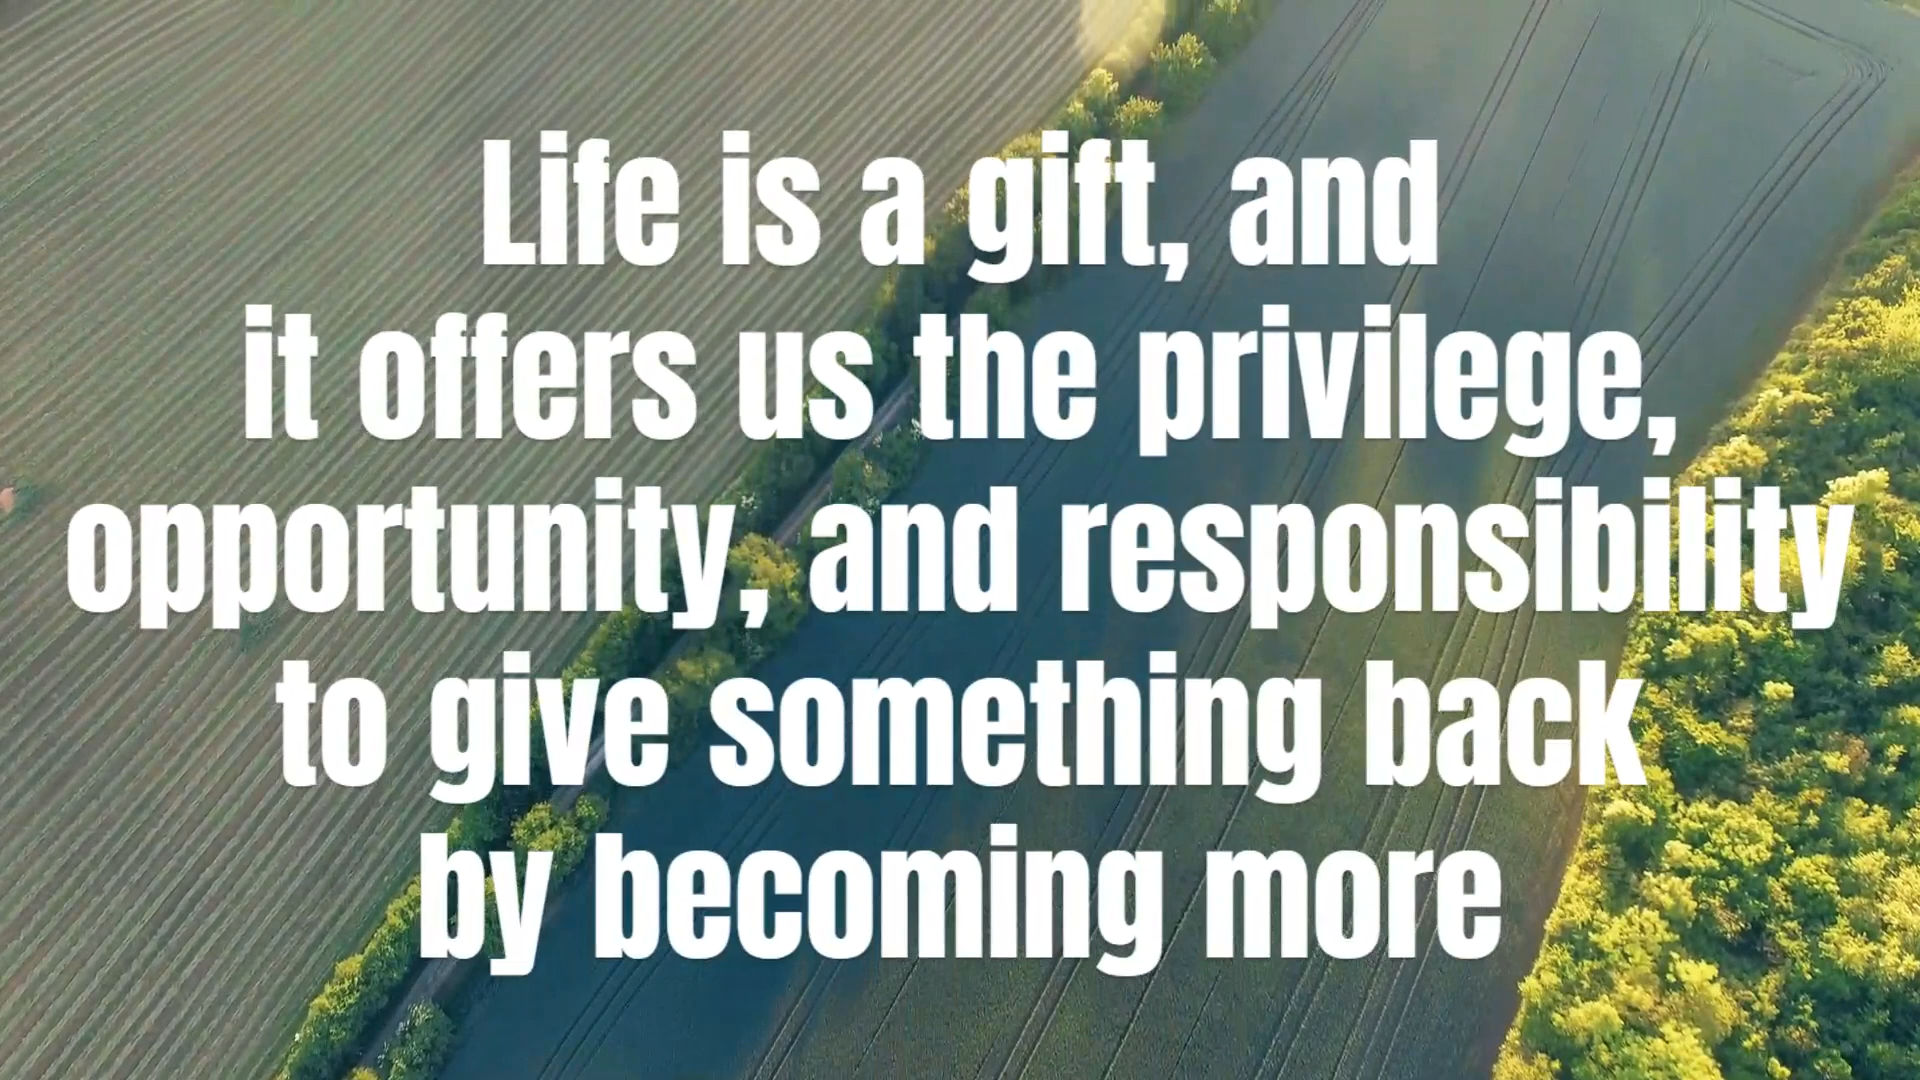 Life is a gift, and
it offers us the privilege,
opportunity, and responsibility
to give something back
by becoming more